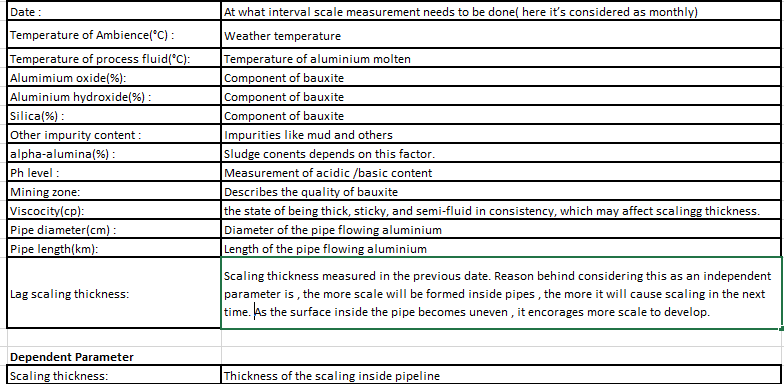 Date : At what interval scale measurement needs to be done( here it's considered as monthly)
Temperature of Ambience(°C) : Weather temperature
Temperature of process fluid(°C): Temperature of aluminium molten
Alumimium oxide(%): Component of bauxite
Aluminium hydroxide(%) : Component of bauxite
Silica(%) : Component of bauxite
Other impurity content : Impurities like mud and others
alpha-alumina(%) : Sludge conents depends on this factor.
Ph level : Measurement of acidic /basic content
Mining zone: Describes the quality of bauxite
Viscocity(cp): the state of being thick, sticky, and semi-fluid in consistency, which may affect scalingg thickness.
Pipe diameter(cm) : Diameter of the pipe flowing aluminium
Pipe length(km): Length of the pipe flowing aluminium
Lag scaling thickness: Scaling thickness measured in the previous date. Reason behind considering this as an independent
parameter is , the more scale will be formed inside pipes , the more it will cause scaling in the next
time. As the surface inside the pipe becomes uneven , it encorages more scale to develop.
Dependent Parameter
Scaling thickness: Thickness of the scaling inside pipeline